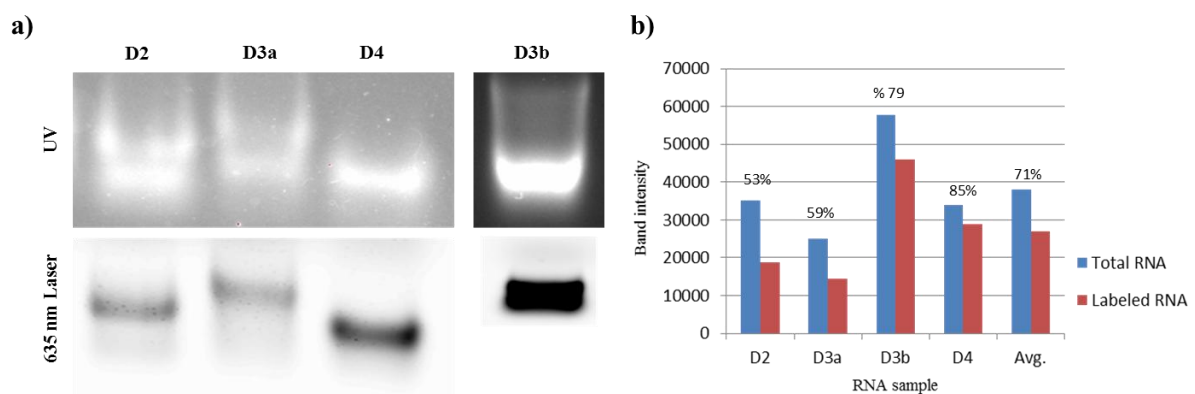 a)
D2
D3a
D4
D3b
UV
635 nm Laser
b)
70000
60000
50000
40000
30000
20000
10000
0
Band intensity
53%
59%
% 79
85%
71%
D2
D3a
D3b
D4
Avg.
RNA sample
Total RNA
Labeled RNA